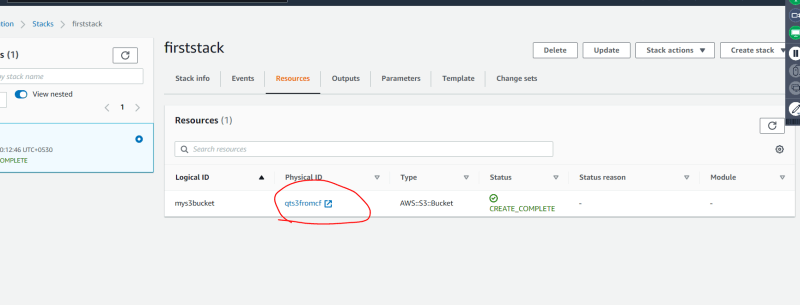 ation > Stacks > firststack
s (1)
y stack name
View nested
< 1 >
0:12:46 UTC+0530
OMPLETE
firststack
Delete
Update
Stack actions ▼
Create stack
Stack info
Events
Resources
Outputs
Parameters
Template
Change sets
Resources (1)
Search resources
Logical ID
Physical ID
Type
Status
Status reason
Module
mys3bucket
qts3fromcf
AWS::S3::Bucket
CREATE_COMPLETE
-
-